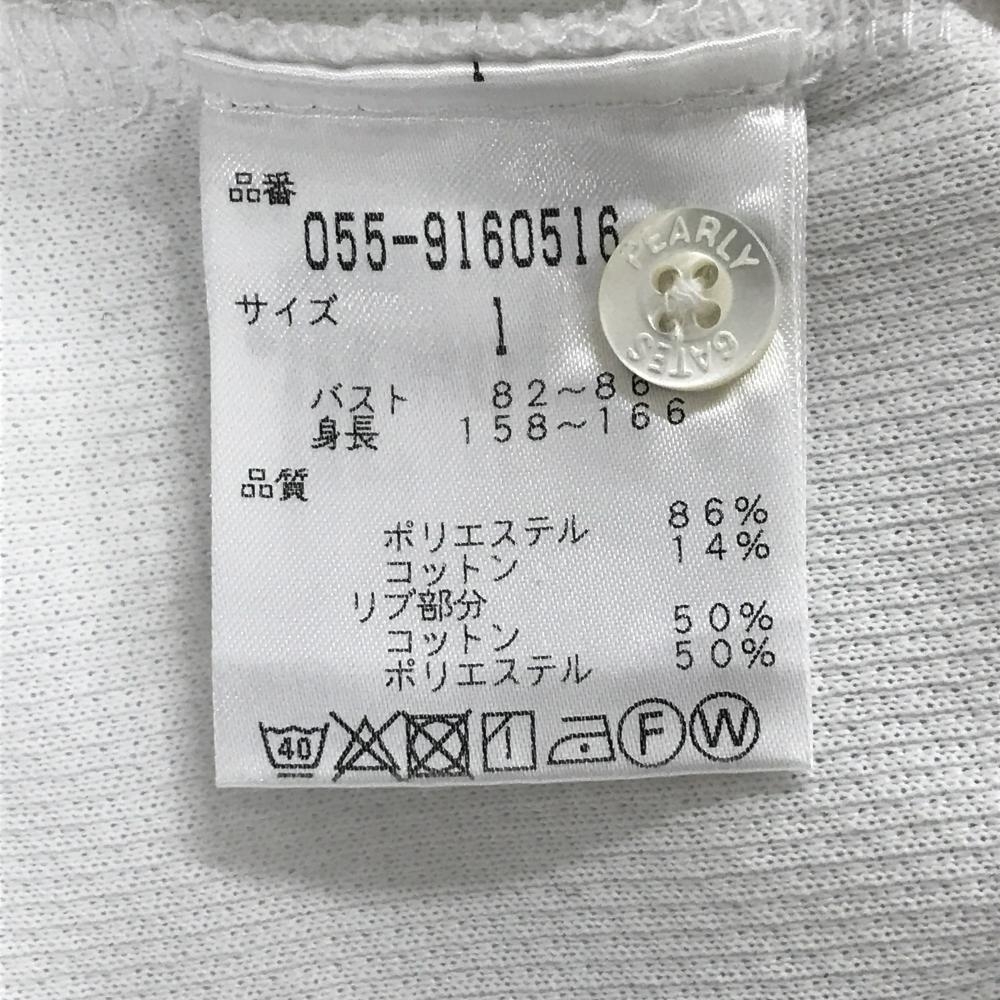 品番
055-9160516
サイズ 1
バスト 82～86
身長 158～166
品質
ポリエステル 86%
コットン 14%
リブ部分
コットン 50%
ポリエステル 50%
40 F W
PEARLY
GATES